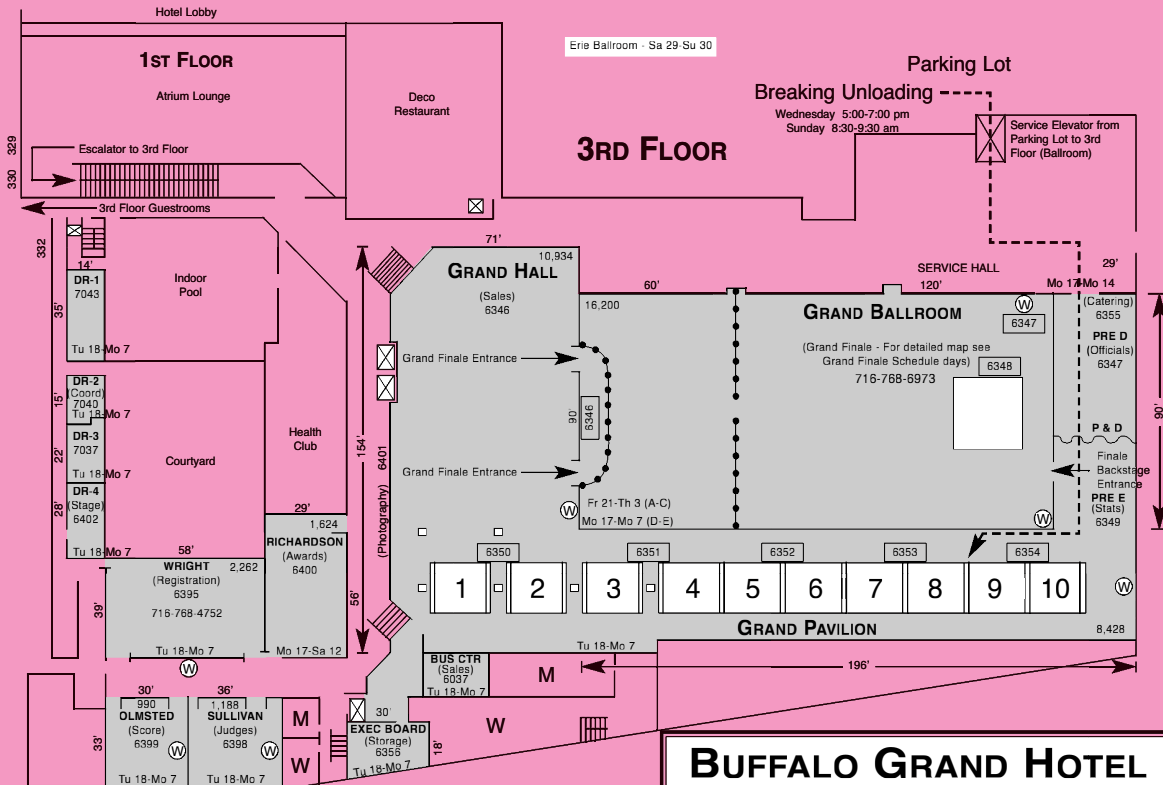 Hotel Lobby
1ST FLOOR
Atrium Lounge
Deco
Restaurant
Erie Ballroom - Sa 29-Su 30
Parking Lot
Breaking Unloading
Wednesday 5:00-7:00 pm
Sunday 8:30-9:30 am
3RD FLOOR
Service Elevator from
Parking Lot to 3rd
Floor (Ballroom)
329
330
Escalator to 3rd Floor
3rd Floor Guestrooms
332
14'
DR-1
7043
35'
Tu 18-Mo 7
Indoor
Pool
DR-2
(Coord)
7040
15'
Tu 18-Mo 7
DR-3
7037
22'
Tu 18-Mo 7
DR-4
(Stage)
6402
28'
Tu 18-Mo 7
Courtyard
Health
Club
29'
1,624
RICHARDSON
(Awards)
6400
Mo 17-Sa 12
58'
WRIGHT
2,262
(Registration)
6395
716-768-4752
39'
Tu 18-Mo 7
W
154'
56'
(Photography) 6401
71'
10,934
GRAND HALL
(Sales)
6346
Grand Finale Entrance
Grand Finale Entrance
60'
16,200
90'
6346
W
Fr 21-Th 3 (A-C)
Mo 17-Mo 7 (D-E)
SERVICE HALL
120'
GRAND BALLROOM
(Grand Finale - For detailed map see
Grand Finale Schedule days)
716-768-6973
W
6347
6348
W
29'
Mo 17-Mo 14
(Catering)
6355
PRE D
(Officials)
6347
90'
P & D
Finale
Backstage
Entrance
PRE E
(Stats)
6349
6350
6351
6352
6353
6354
1
2
3
4
5
6
7
8
9
10
W
GRAND PAVILION
8,428
Tu 18-Mo 7
196'
BUS CTR
(Sales)
6037
Tu 18-Mo 7
M
W
30'
990
OLMSTED
(Score)
6399
W
33'
Tu 18-Mo 7
36'
1,188
SULLIVAN
(Judges)
6398
W
Tu 18-Mo 7
M
W
30'
EXEC BOARD
(Storage)
6356
18'
Tu 18-Mo 7
BUFFALO GRAND HOTEL